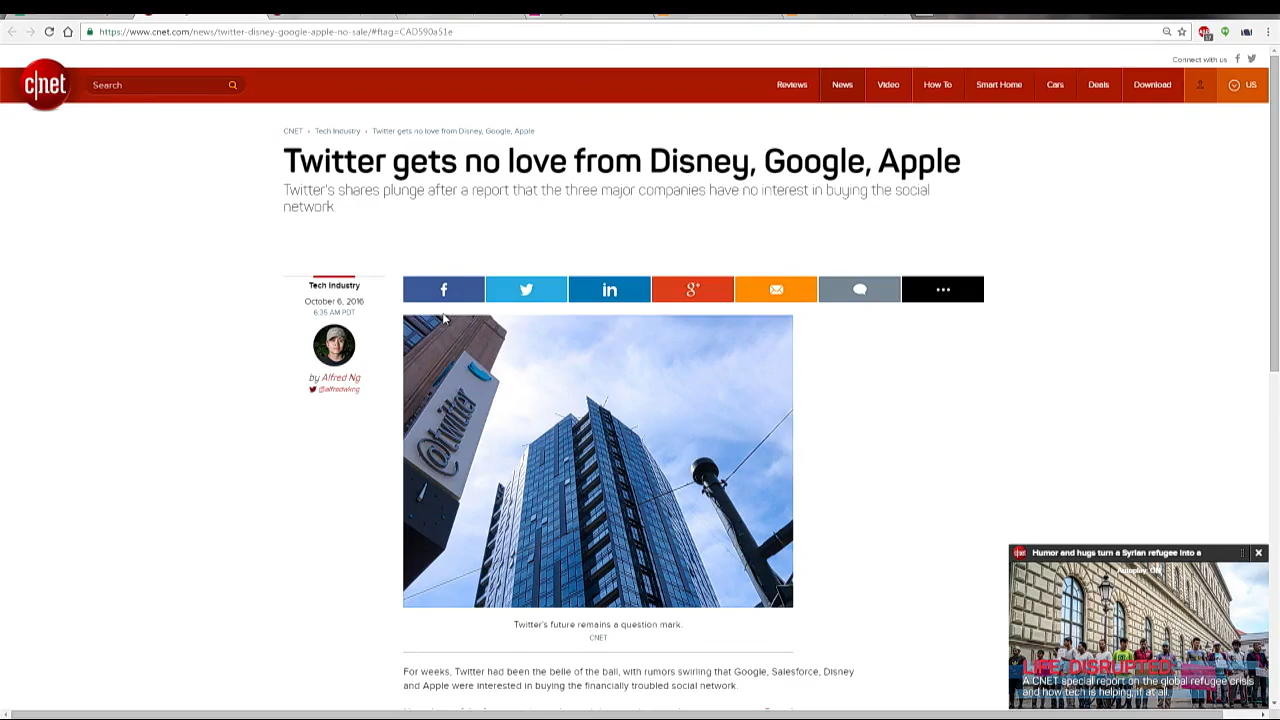 https://www.cnet.com/news/twitter-disney-google-apple-no-sale/#ftag=CAD590a51e
Connect with us
c|net
Search
Reviews
News
Video
How To
Smart Home
Cars
Deals
Download
US
CNET › Tech Industry › Twitter gets no love from Disney, Google, Apple
Twitter gets no love from Disney, Google, Apple
Twitter's shares plunge after a report that the three major companies have no interest in buying the social
network.
Tech Industry
October 6, 2016
6:35 AM PDT
by Alfred Ng
@alfredwkng
in
g+
@twitter
Twitter's future remains a question mark.
CNET
For weeks, Twitter had been the belle of the ball, with rumors swirling that Google, Salesforce, Disney
and Apple were interested in buying the financially troubled social network.
cnet
Humor and hugs turn a Syrian refugee into a
Autoplay: ON
LIFE, DISRUPTED:
A CNET special report on the global refugee crisis
and how tech is helping, if at all.